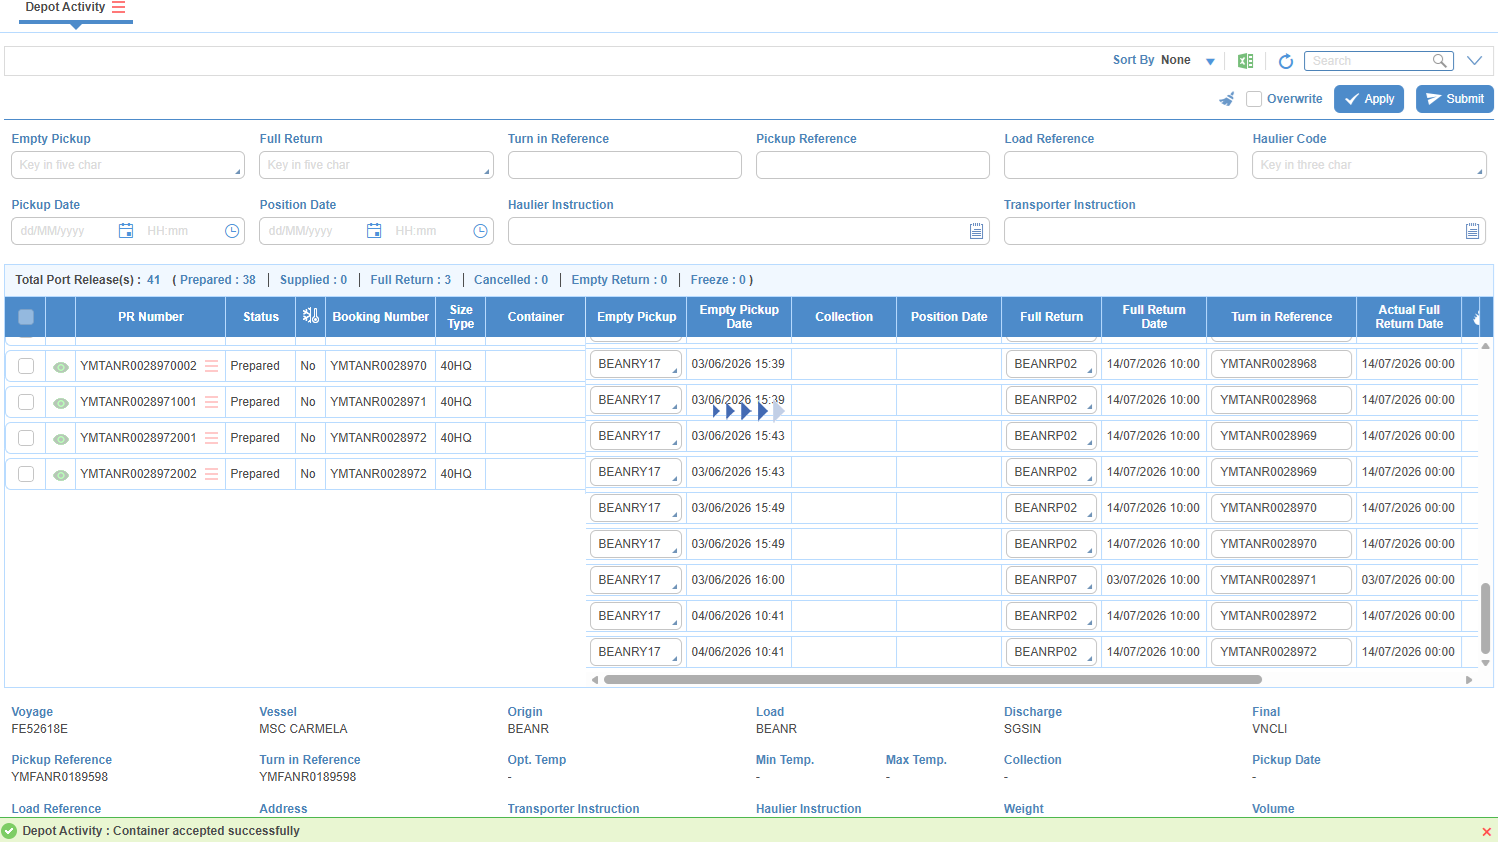 Depot Activity
Sort By None Search
Overwrite Apply Submit
Empty Pickup Full Return Turn in Reference Pickup Reference Load Reference Haulier Code
Key in five char Key in five char Key in three char
Pickup Date Position Date Haulier Instruction Transporter Instruction
dd/MM/yyyy HH:mm dd/MM/yyyy HH:mm
Total Port Release(s) : 41 ( Prepared : 38 | Supplied : 0 | Full Return : 3 | Cancelled : 0 | Empty Return : 0 | Freeze : 0 )
PR Number Status Booking Number Size Type Container Empty Pickup Empty Pickup Date Collection Position Date Full Return Full Return Date Turn in Reference Actual Full Return Date
YMTANR0028970002 Prepared No YMTANR0028970 40HQ BEANRY17 03/06/2026 15:39 BEANRP02 14/07/2026 10:00 YMTANR0028968 14/07/2026 00:00
YMTANR0028971001 Prepared No YMTANR0028971 40HQ BEANRY17 03/06/2026 15:39 BEANRP02 14/07/2026 10:00 YMTANR0028968 14/07/2026 00:00
YMTANR0028972001 Prepared No YMTANR0028972 40HQ BEANRY17 03/06/2026 15:43 BEANRP02 14/07/2026 10:00 YMTANR0028969 14/07/2026 00:00
YMTANR0028972002 Prepared No YMTANR0028972 40HQ BEANRY17 03/06/2026 15:43 BEANRP02 14/07/2026 10:00 YMTANR0028969 14/07/2026 00:00
BEANRY17 03/06/2026 15:49 BEANRP02 14/07/2026 10:00 YMTANR0028970 14/07/2026 00:00
BEANRY17 03/06/2026 15:49 BEANRP02 14/07/2026 10:00 YMTANR0028970 14/07/2026 00:00
BEANRY17 03/06/2026 16:00 BEANRP07 03/07/2026 10:00 YMTANR0028971 03/07/2026 00:00
BEANRY17 04/06/2026 10:41 BEANRP02 14/07/2026 10:00 YMTANR0028972 14/07/2026 00:00
BEANRY17 04/06/2026 10:41 BEANRP02 14/07/2026 10:00 YMTANR0028972 14/07/2026 00:00
Voyage Vessel Origin Load Discharge Final
FE52618E MSC CARMELA BEANR BEANR SGSIN VNCLI
Pickup Reference Turn in Reference Opt. Temp Min Temp. Max Temp. Collection Pickup Date
YMFANR0189598 YMFANR0189598 - - - - -
Load Reference Address Transporter Instruction Haulier Instruction Weight Volume
Depot Activity : Container accepted successfully